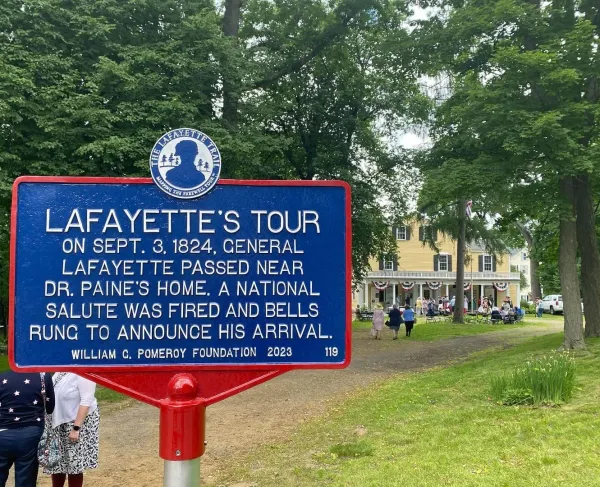 THE LAFAYETTE TRAIL
LAFAYETTE'S TOUR
ON SEPT. 3, 1824, GENERAL
LAFAYETTE PASSED NEAR
DR. PAINE'S HOME. A NATIONAL
SALUTE WAS FIRED AND BELLS
RUNG TO ANNOUNCE HIS ARRIVAL.
WILLIAM G. POMEROY FOUNDATION 2023 119